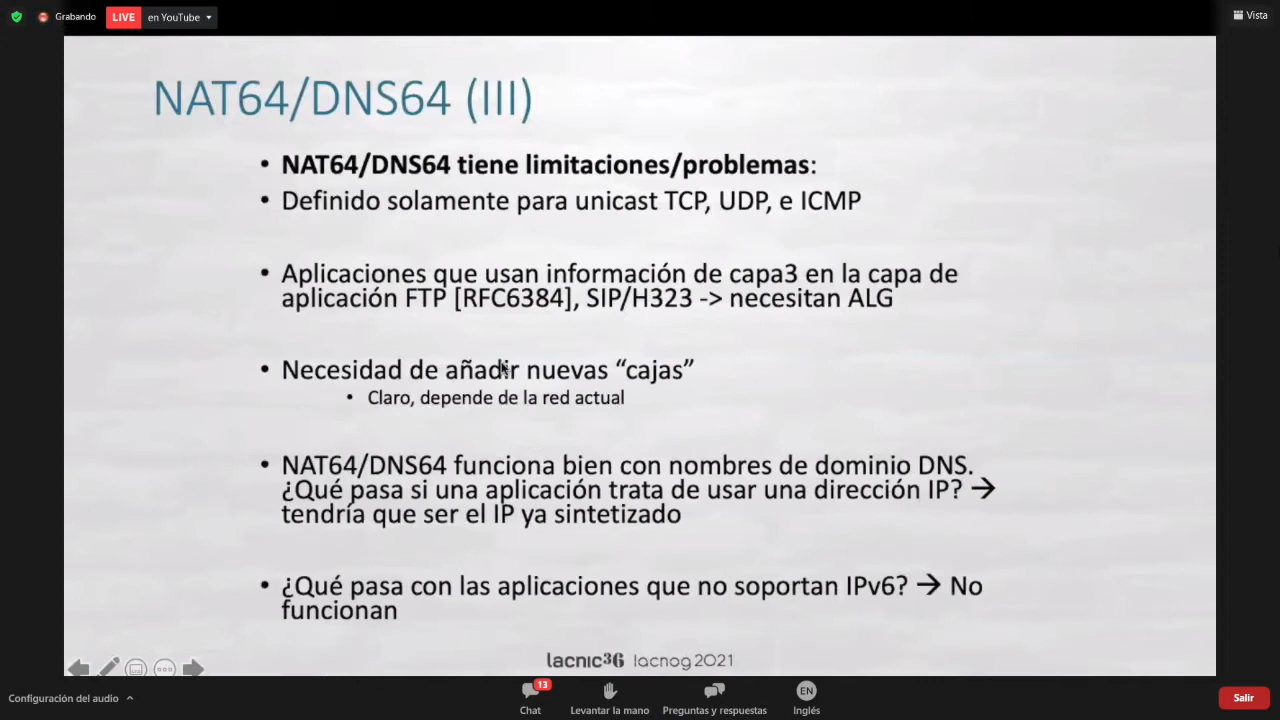 Grabando
LIVE
en YouTube
Vista
NAT64/DNS64 (III)
• NAT64/DNS64 tiene limitaciones/problemas:
• Definido solamente para unicast TCP, UDP, e ICMP
• Aplicaciones que usan información de capa3 en la capa de
aplicación FTP [RFC6384], SIP/H323 -> necesitan ALG
• Necesidad de añadir nuevas “cajas”
• Claro, depende de la red actual
• NAT64/DNS64 funciona bien con nombres de dominio DNS.
¿Qué pasa si una aplicación trata de usar una dirección IP? →
tendría que ser el IP ya sintetizado
• ¿Qué pasa con las aplicaciones que no soportan IPv6? → No
funcionan
lacnic36 lacnog2021
Configuración del audio
13
Chat
Levantar la mano
Preguntas y respuestas
EN
Inglés
Salir